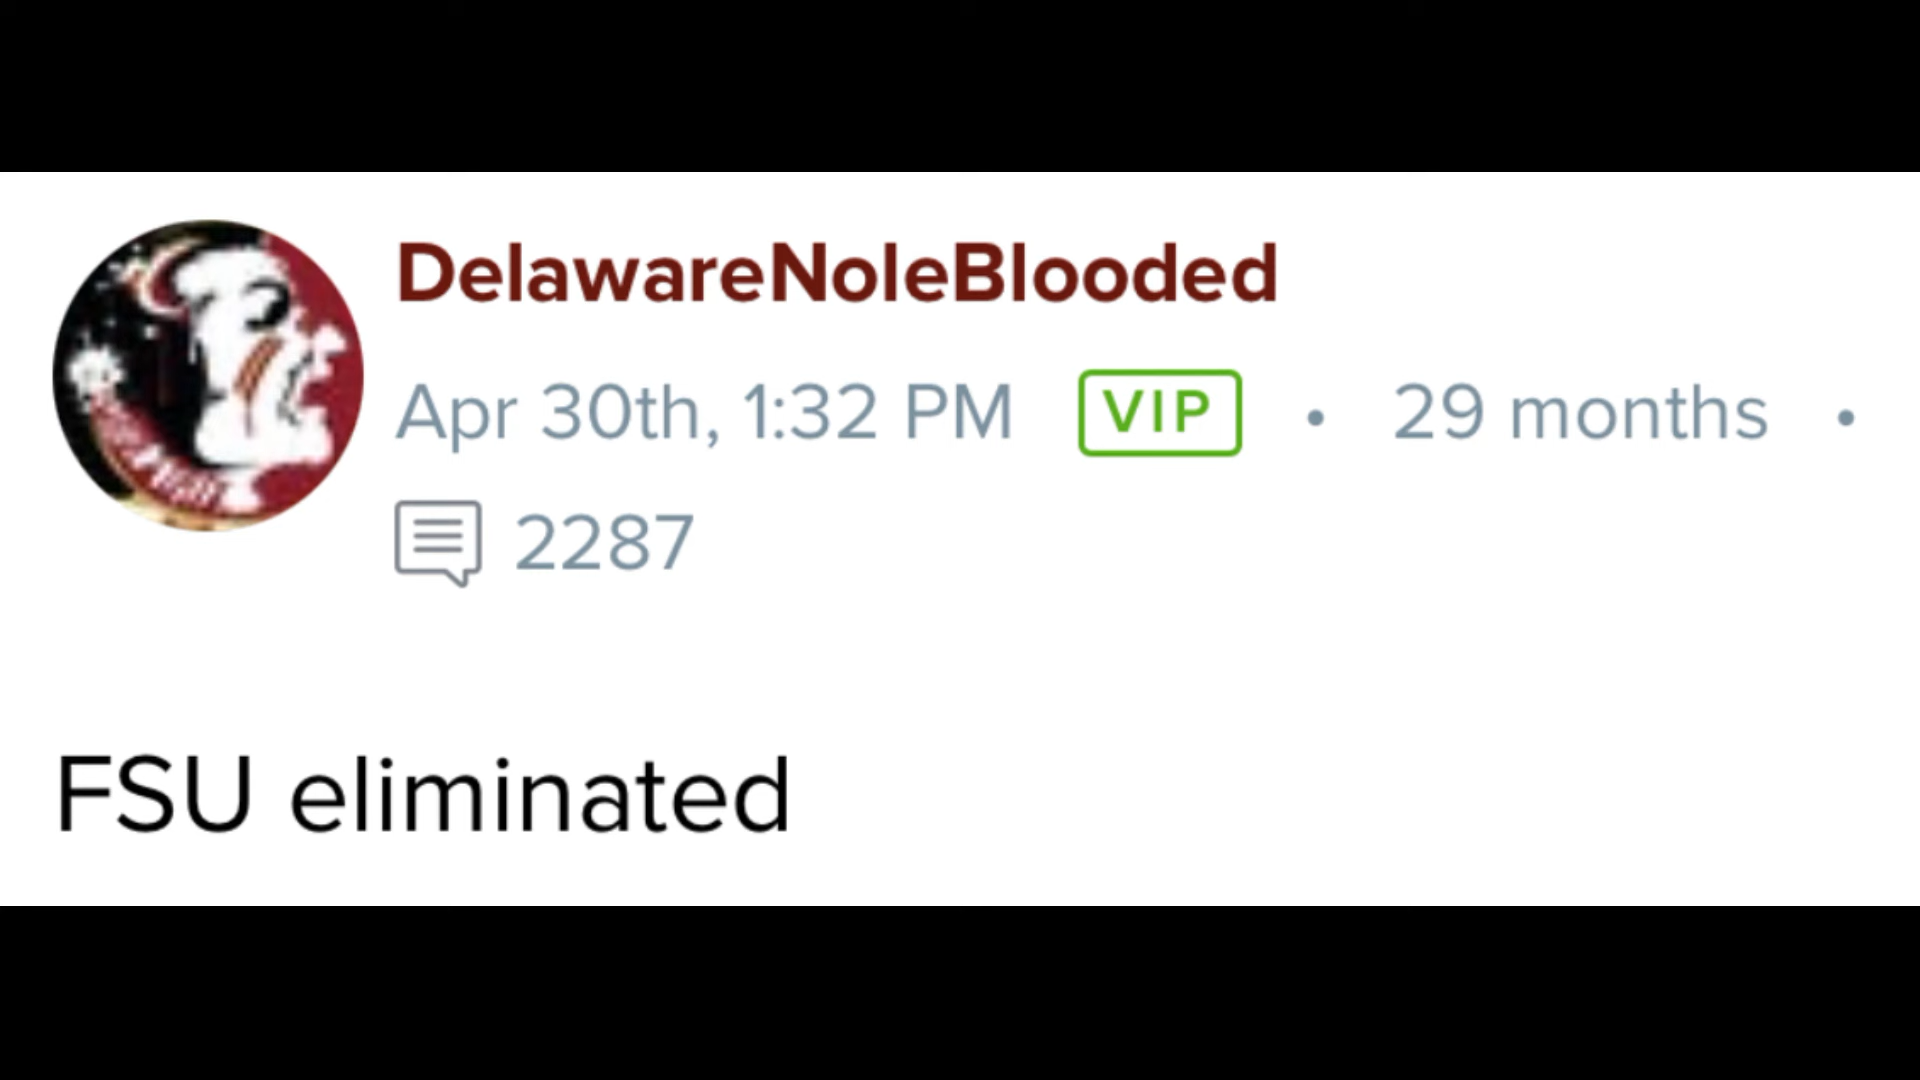 DelawareNoleBlooded
Apr 30th, 1:32 PM VIP • 29 months •
2287
FSU eliminated